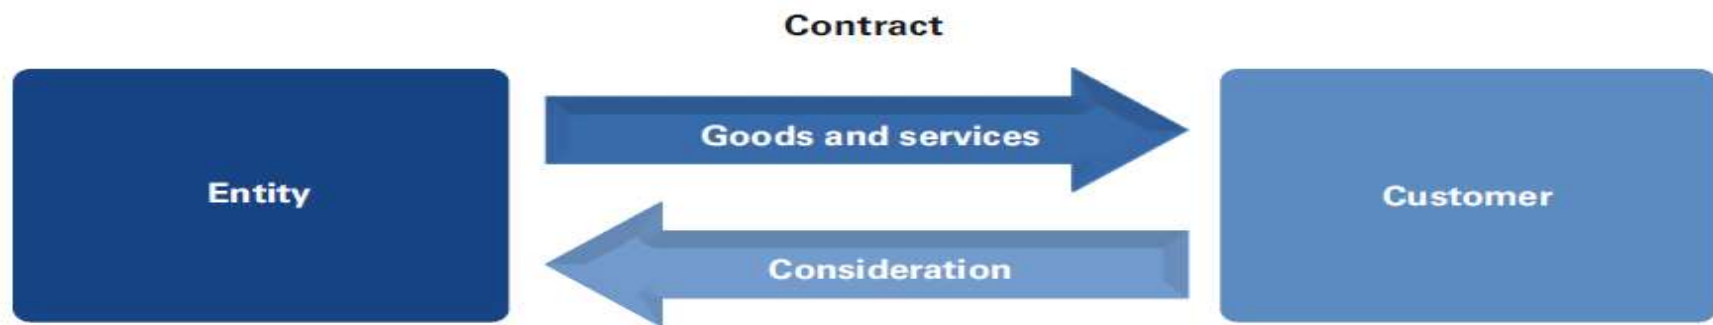 Contract
Goods and services
Entity
Customer
Consideration